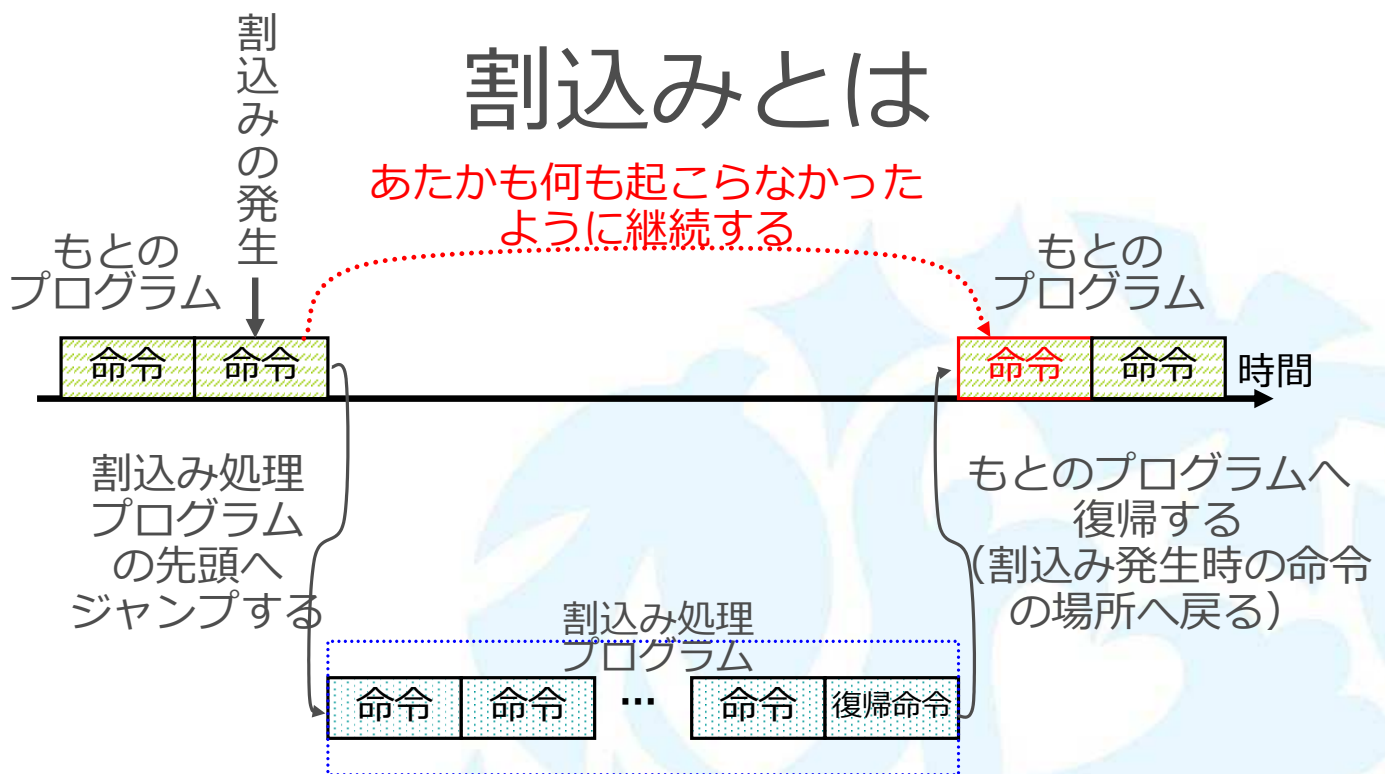 割込みとは
割込みの発生
あたかも何も起こらなかった
ように継続する
もとの
プログラム
もとの
プログラム
命令
命令
命令
命令
時間
割込み処理
プログラム
の先頭へ
ジャンプする
もとのプログラムへ
復帰する
（割込み発生時の命令
の場所へ戻る）
割込み処理
プログラム
命令
命令
…
命令
復帰命令